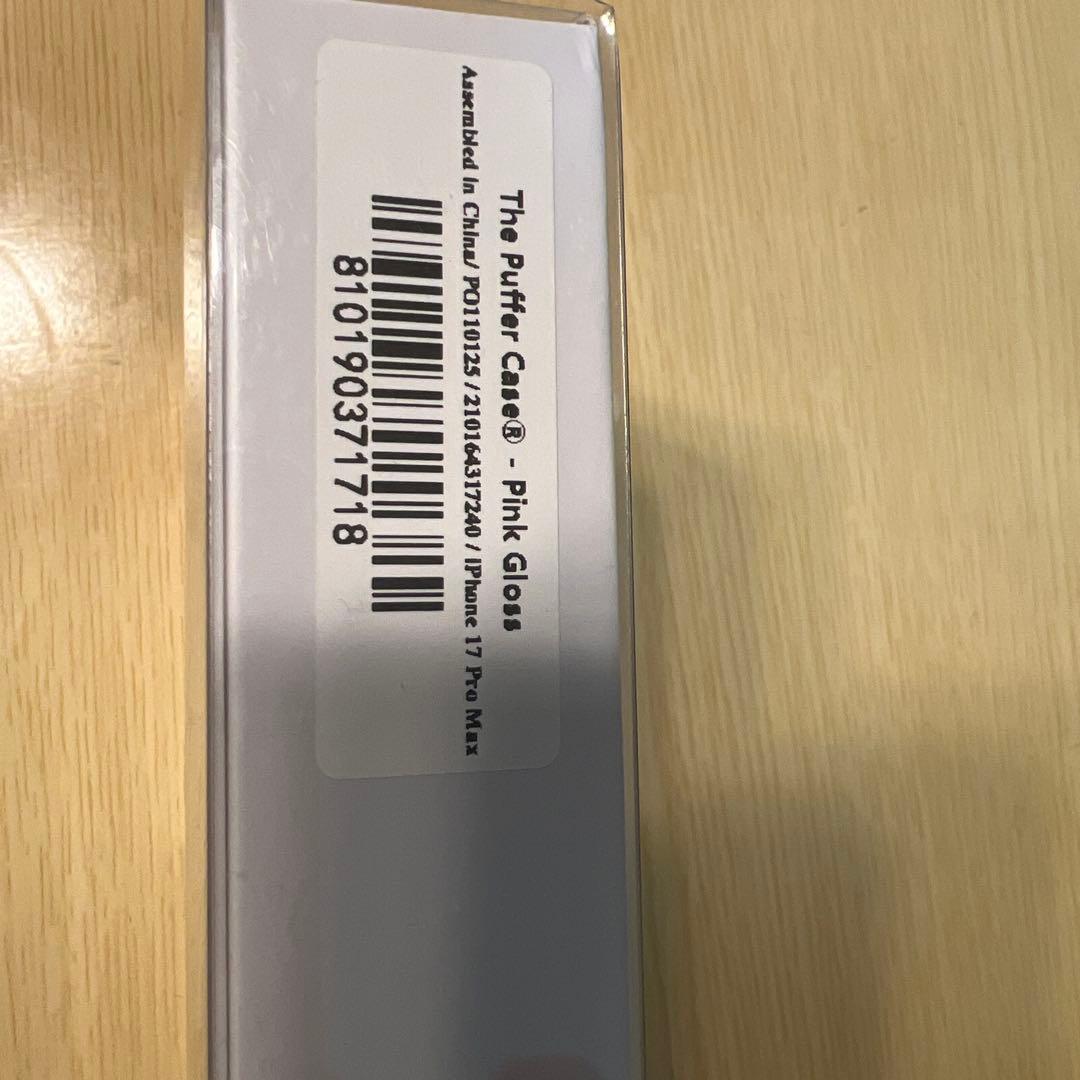 The Puffer Case® - Pink Gloss
Assembled in China/ PO110125 / 210164317240 / iPhone 17 Pro Max
810190371718